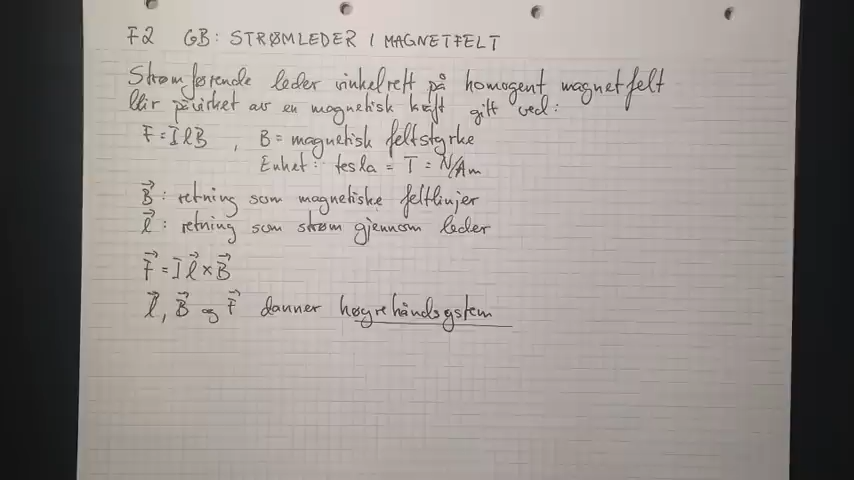 F2 GB: STRØMLEDER I MAGNETFELT
Strømførende leder vinkelrett på homogent magnetfelt
blir påvirket av en magnetisk kraft gitt ved:
F = IlB , B = magnetisk feltstyrke
Enhet: tesla = T = N/Am
B⃗ : retning som magnetiske feltlinjer
l⃗ : retning som strøm gjennom leder
F⃗ = I l⃗ × B⃗
l⃗, B⃗ og F⃗ danner høgrehåndsystem